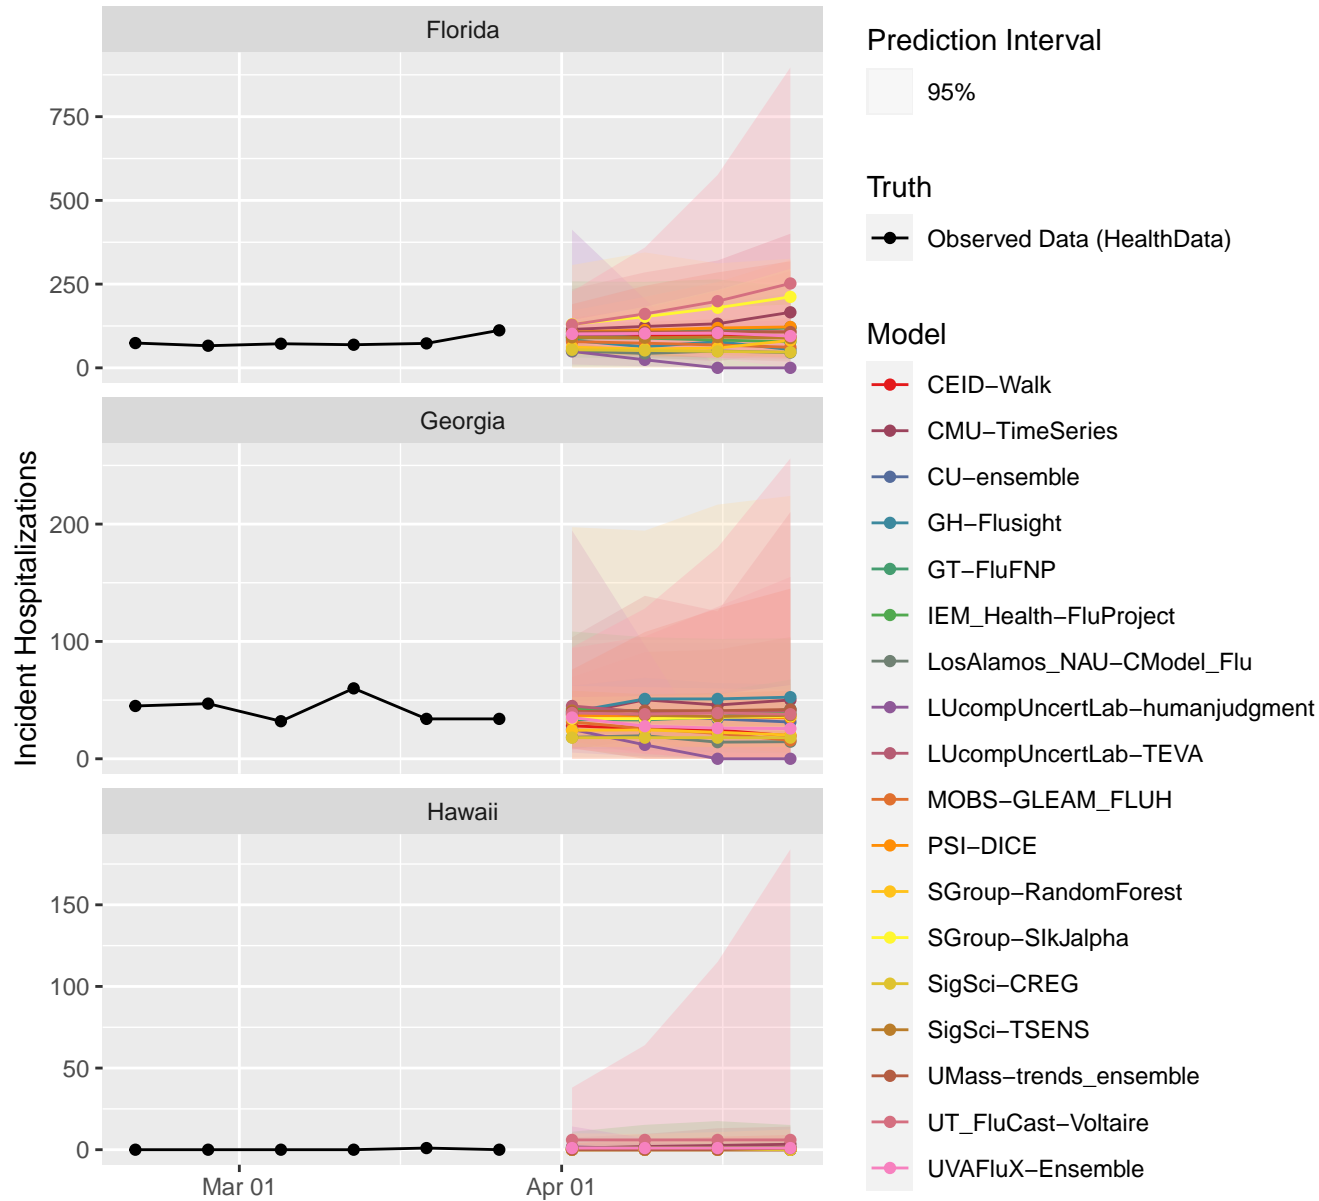 Florida
750
500
250
0
Georgia
200
100
0
Hawaii
150
100
50
0
Mar 01
Apr 01
Incident Hospitalizations
Prediction Interval
95%
Truth
Observed Data (HealthData)
Model
CEID−Walk
CMU−TimeSeries
CU−ensemble
GH−Flusight
GT−FluFNP
IEM_Health−FluProject
LosAlamos_NAU−CModel_Flu
LUcompUncertLab−humanjudgment
LUcompUncertLab−TEVA
MOBS−GLEAM_FLUH
PSI−DICE
SGroup−RandomForest
SGroup−SIkJalpha
SigSci−CREG
SigSci−TSENS
UMass−trends_ensemble
UT_FluCast−Voltaire
UVAFluX−Ensemble